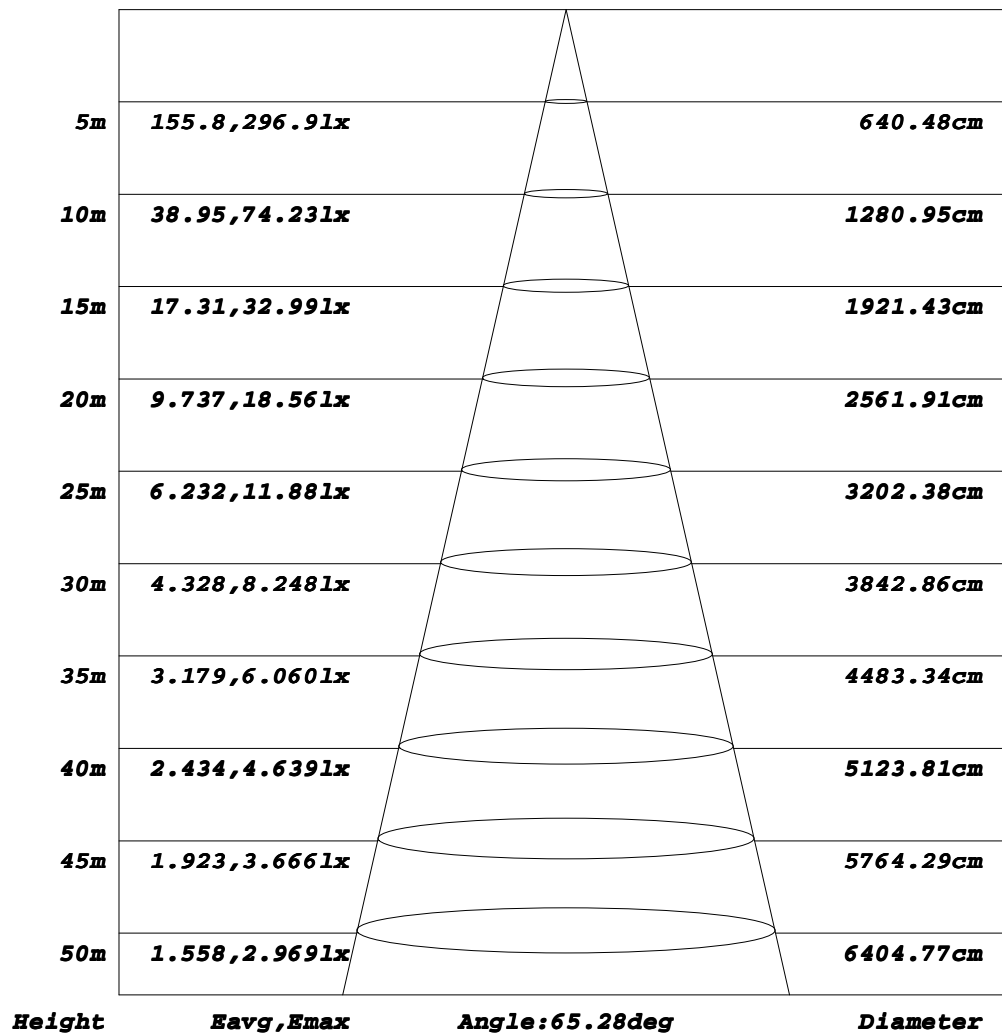 5m 155.8,296.9lx 640.48cm
10m 38.95,74.23lx 1280.95cm
15m 17.31,32.99lx 1921.43cm
20m 9.737,18.56lx 2561.91cm
25m 6.232,11.88lx 3202.38cm
30m 4.328,8.248lx 3842.86cm
35m 3.179,6.060lx 4483.34cm
40m 2.434,4.639lx 5123.81cm
45m 1.923,3.666lx 5764.29cm
50m 1.558,2.969lx 6404.77cm
Height Eavg,Emax Angle:65.28deg Diameter